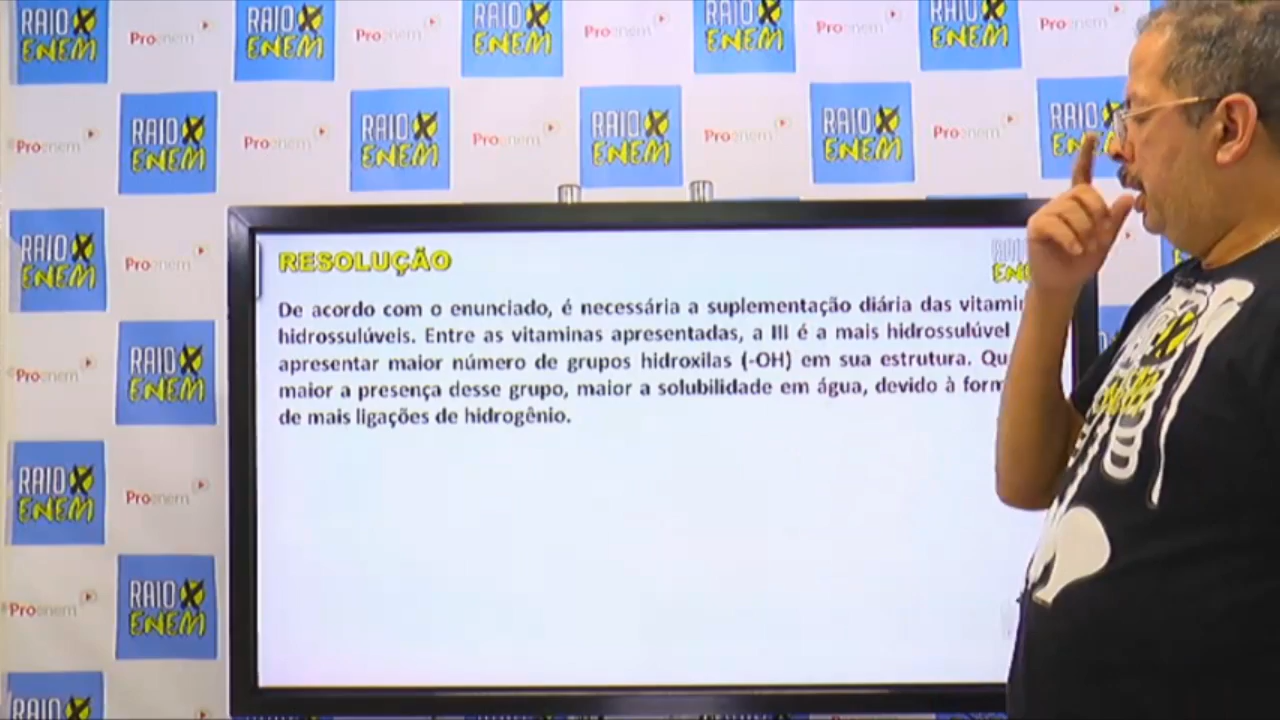 RAIO X
ENEM
Proenem
RESOLUÇÃO
De acordo com o enunciado, é necessária a suplementação diária das
hidrossulúveis. Entre as vitaminas apresentadas, a III é a mais hidrossulúvel
apresentar maior número de grupos hidroxilas (-OH) em sua estrutura.
maior a presença desse grupo, maior a solubilidade em água, devido à
de mais ligações de hidrogênio.